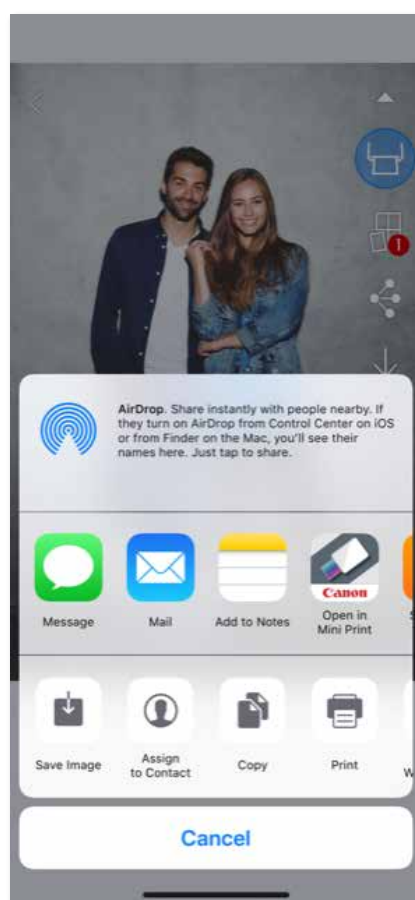 1
AirDrop. Share instantly with people nearby. If
they turn on AirDrop from Control Center on iOS
or from Finder on the Mac, you'll see their
names here. Just tap to share.
Canon
Message
Mail
Add to Notes
Open in
Mini Print
Save Image
Assign
to Contact
Copy
Print
Cancel